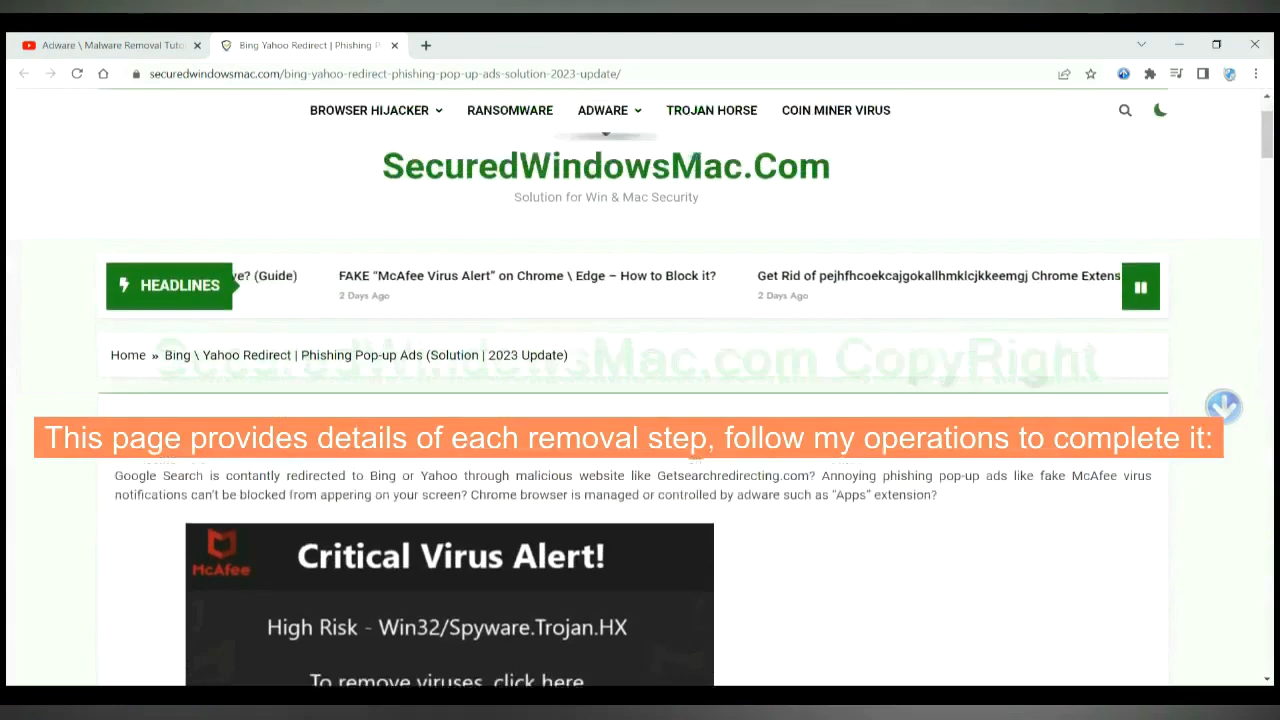 Adware \ Malware Removal Tuto
Bing Yahoo Redirect | Phishing P
securedwindowsmac.com/bing-yahoo-redirect-phishing-pop-up-ads-solution-2023-update/
BROWSER HIJACKER RANSOMWARE ADWARE TROJAN HORSE COIN MINER VIRUS
SecuredWindowsMac.Com
Solution for Win & Mac Security
HEADLINES
ve? (Guide)
FAKE “McAfee Virus Alert” on Chrome \ Edge – How to Block it?
2 Days Ago
Get Rid of pejhfhcoekcajgokallhmklcjkkeemgj Chrome Extens
2 Days Ago
Home » Bing \ Yahoo Redirect | Phishing Pop-up Ads (Solution | 2023 Update)
SecuredWindowsMac.com CopyRight
This page provides details of each removal step, follow my operations to complete it:
Google Search is contantly redirected to Bing or Yahoo through malicious website like Getsearchredirecting.com? Annoying phishing pop-up ads like fake McAfee virus
notifications can’t be blocked from appering on your screen? Chrome browser is managed or controlled by adware such as “Apps” extension?
McAfee
Critical Virus Alert!
High Risk - Win32/Spyware.Trojan.HX
To remove viruses, click here